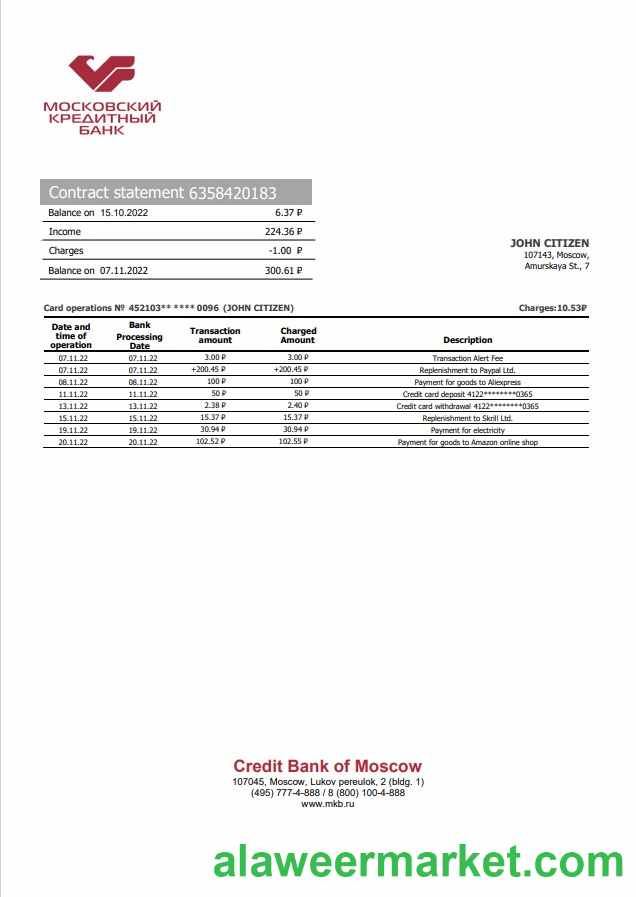 МОСКОВСКИЙ
КРЕДИТНЫЙ
БАНК
Contract statement 6358420183
Balance on 15.10.2022 6.37 ₽
Income 224.36 ₽
Charges -1.00 ₽
Balance on 07.11.2022 300.61 ₽
JOHN CITIZEN
107143, Moscow,
Amurskaya St., 7
Card operations № 452103** **** 0096 (JOHN CITIZEN) Charges:10.53₽
Date and time of operation Bank Processing Date Transaction amount Charged Amount Description
07.11.22 07.11.22 3.00 ₽ 3.00 ₽ Transaction Alert Fee
07.11.22 07.11.22 +200.45 ₽ +200.45 ₽ Replenishment to Paypal Ltd.
08.11.22 08.11.22 100 ₽ 100 ₽ Payment for goods to Aliexpress
11.11.22 11.11.22 50 ₽ 50 ₽ Credit card deposit 4122********0365
13.11.22 13.11.22 2.38 ₽ 2.40 ₽ Credit card withdrawal 4122********0365
15.11.22 15.11.22 15.37 ₽ 15.37 ₽ Replenishment to Skrill Ltd.
19.11.22 19.11.22 30.94 ₽ 30.94 ₽ Payment for electricity
20.11.22 20.11.22 102.52 ₽ 102.55 ₽ Payment for goods to Amazon online shop
Credit Bank of Moscow
107045, Moscow, Lukov pereulok, 2 (bldg. 1)
(495) 777-4-888 / 8 (800) 100-4-888
www.mkb.ru
alaweermarket.com